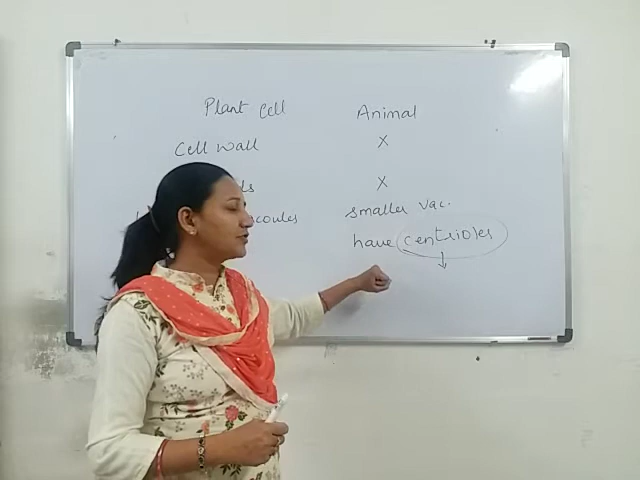 Plant Cell Animal
Cell wall X
X
smaller vac.
have centrioles